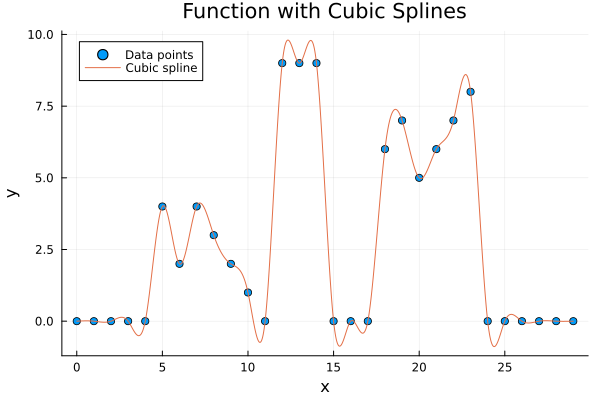 Function with Cubic Splines
10.0
7.5
5.0
2.5
0.0
y
Data points
Cubic spline
0 5 10 15 20 25
x